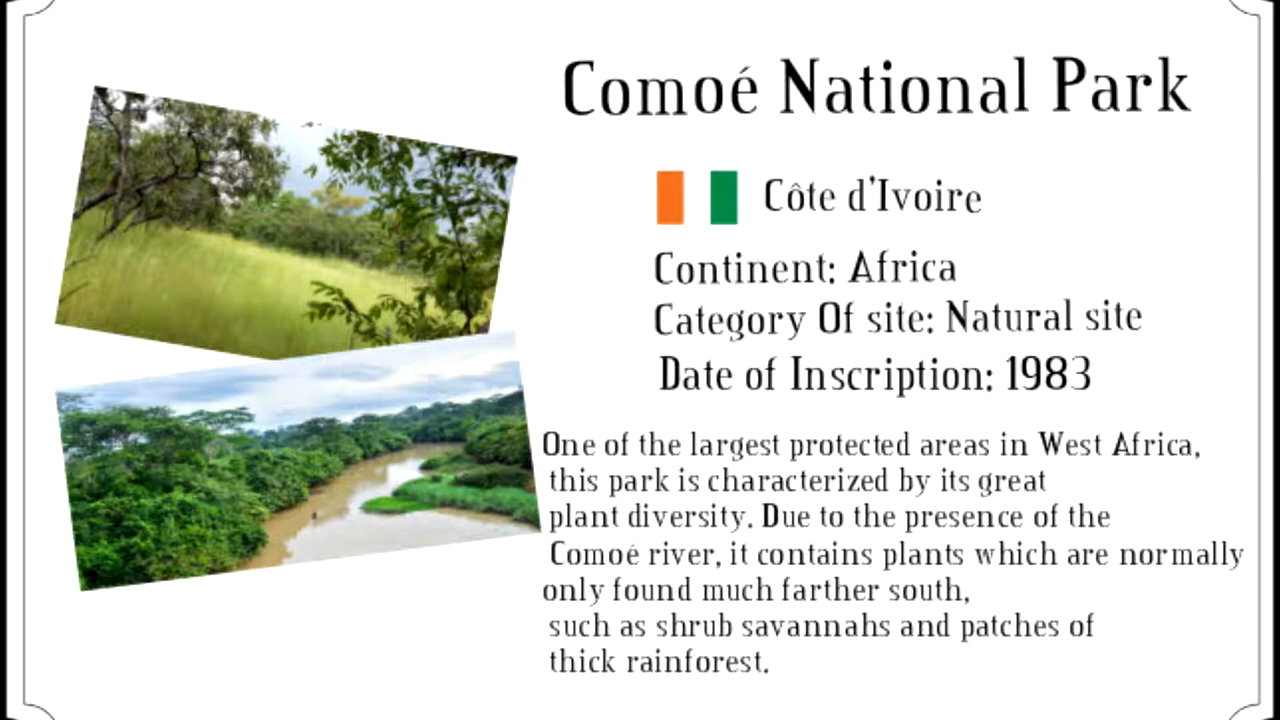 Comoé National Park
Côte d'Ivoire
Continent: Africa
Category Of site: Natural site
Date of Inscription: 1983
One of the largest protected areas in West Africa,
this park is characterized by its great
plant diversity. Due to the presence of the
Comoé river, it contains plants which are normally
only found much farther south,
such as shrub savannahs and patches of
thick rainforest.